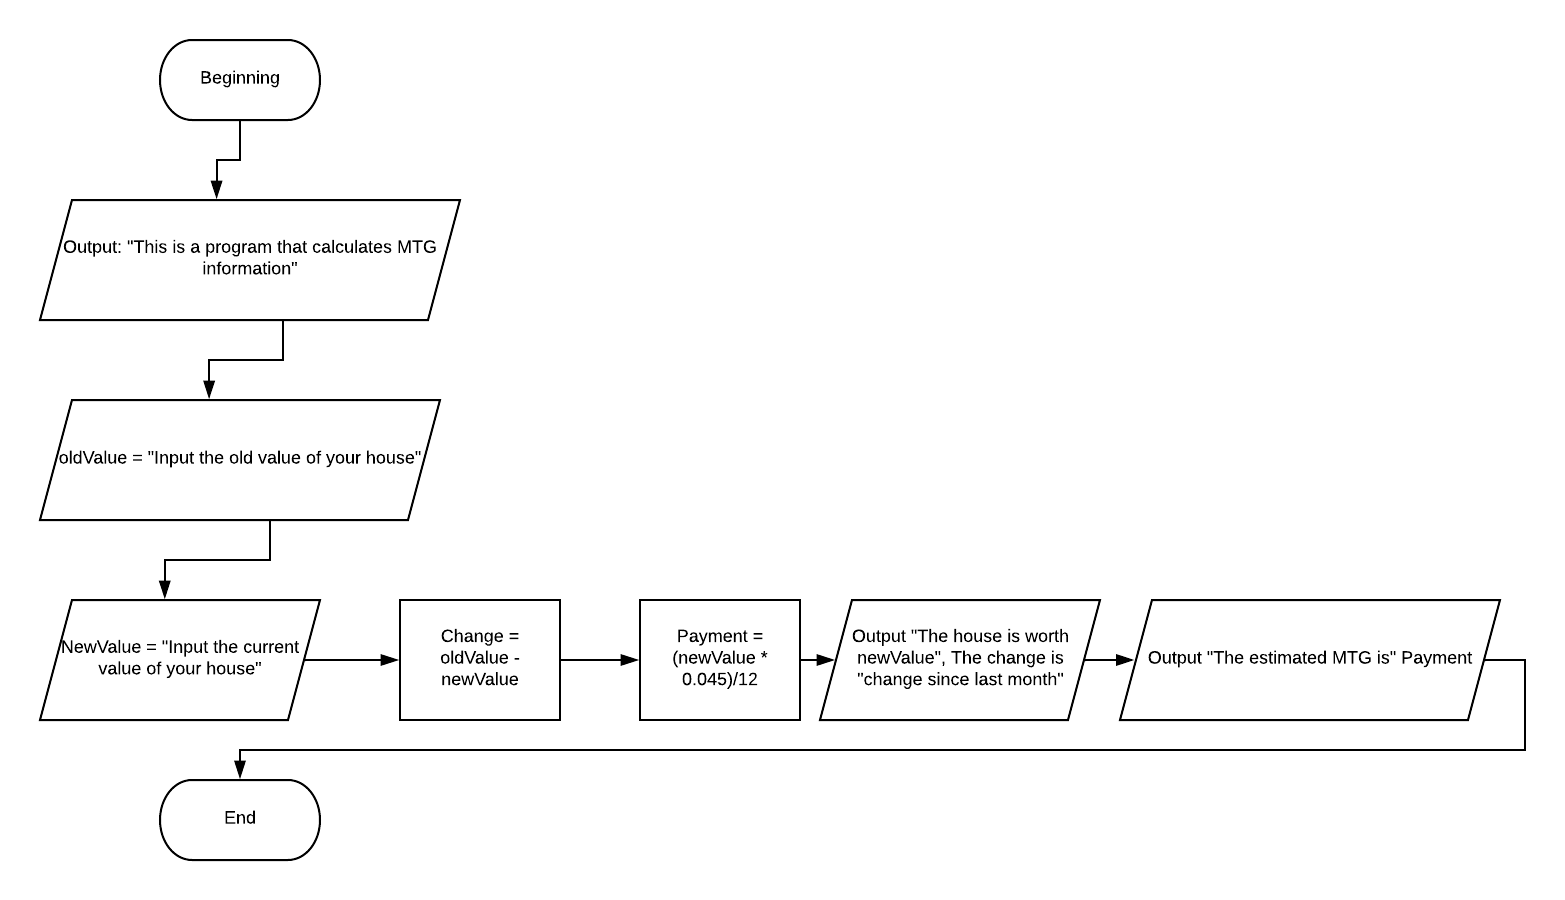 Beginning
Output: "This is a program that calculates MTG
information"
oldValue = "Input the old value of your house"
NewValue = "Input the current
value of your house"
Change =
oldValue -
newValue
Payment =
(newValue *
0.045)/12
Output "The house is worth
newValue", The change is
"change since last month"
Output "The estimated MTG is" Payment
End